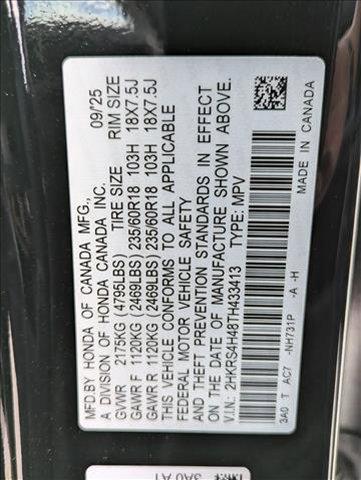 MFD.BY HONDA OF CANADA MFG., 09/25
A DIVISION OF HONDA CANADA INC.
TIRE SIZE RIM SIZE
GVWR 2175KG (4795LBS)
GAWR F 1120KG (2469LBS) 235/60R18 103H 18X7.5J
GAWR R 1120KG (2469LBS) 235/60R18 103H 18X7.5J
THIS VEHICLE CONFORMS TO ALL APPLICABLE
FEDERAL MOTOR VEHICLE SAFETY
AND THEFT PREVENTION STANDARDS IN EFFECT
ON THE DATE OF MANUFACTURE SHOWN ABOVE.
V.I.N.: 2HKRS4H48TH433413 TYPE: MPV
3A0 T AC7 -NH731P -A -H MADE IN CANADA
3A0 A1